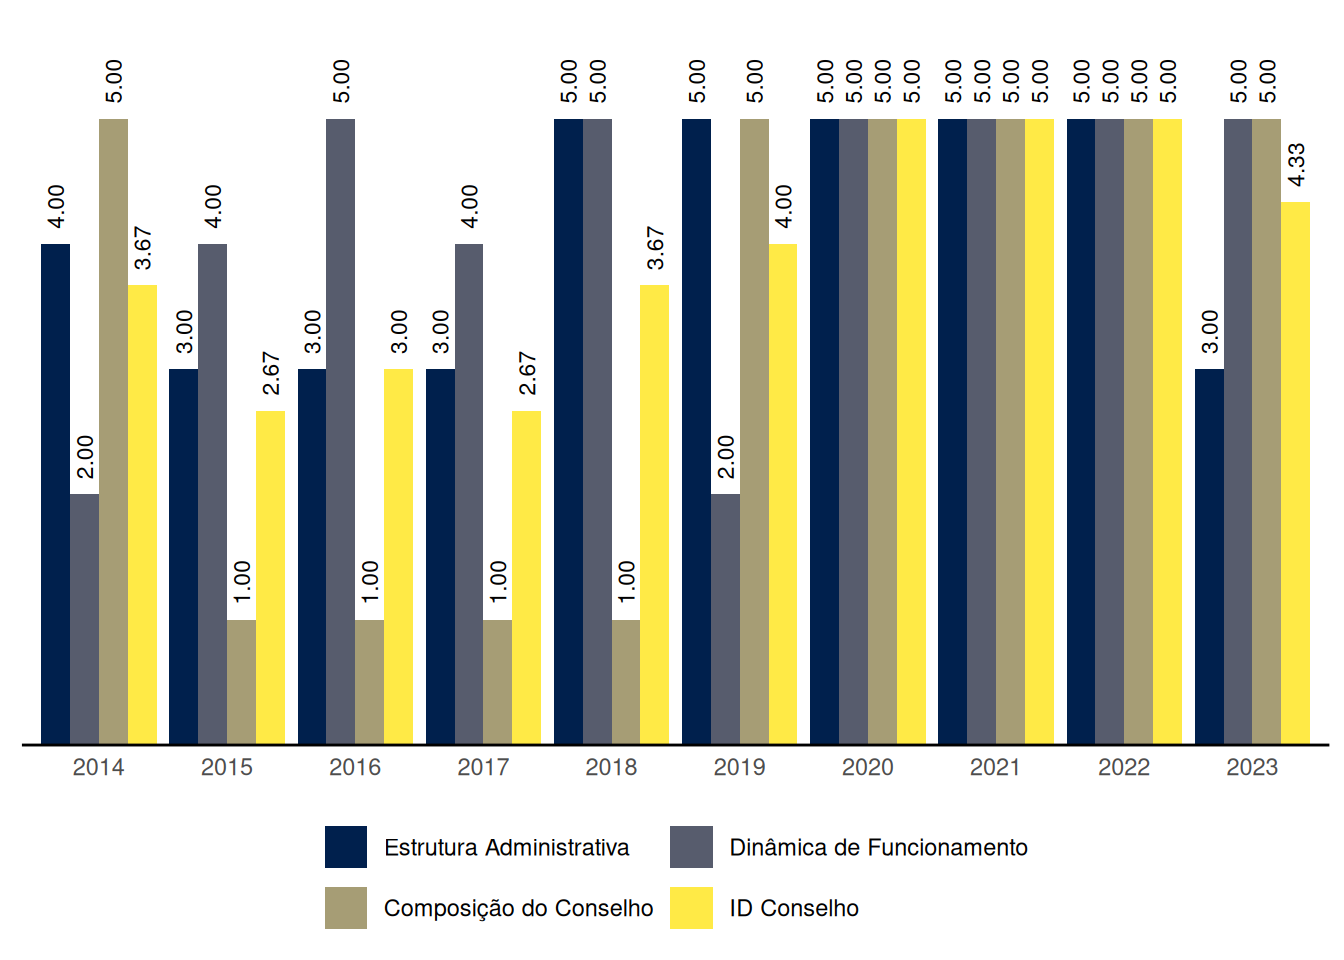 4.00 2.00 5.00 3.67 3.00 4.00 1.00 2.67 3.00 5.00 1.00 3.00 3.00 4.00 1.00 2.67 5.00 5.00 1.00 3.67 5.00 2.00 5.00 4.00 5.00 5.00 5.00 5.00 5.00 5.00 5.00 5.00 5.00 5.00 5.00 5.00 3.00 5.00 5.00 4.33
2014 2015 2016 2017 2018 2019 2020 2021 2022 2023
Estrutura Administrativa Dinâmica de Funcionamento
Composição do Conselho ID Conselho